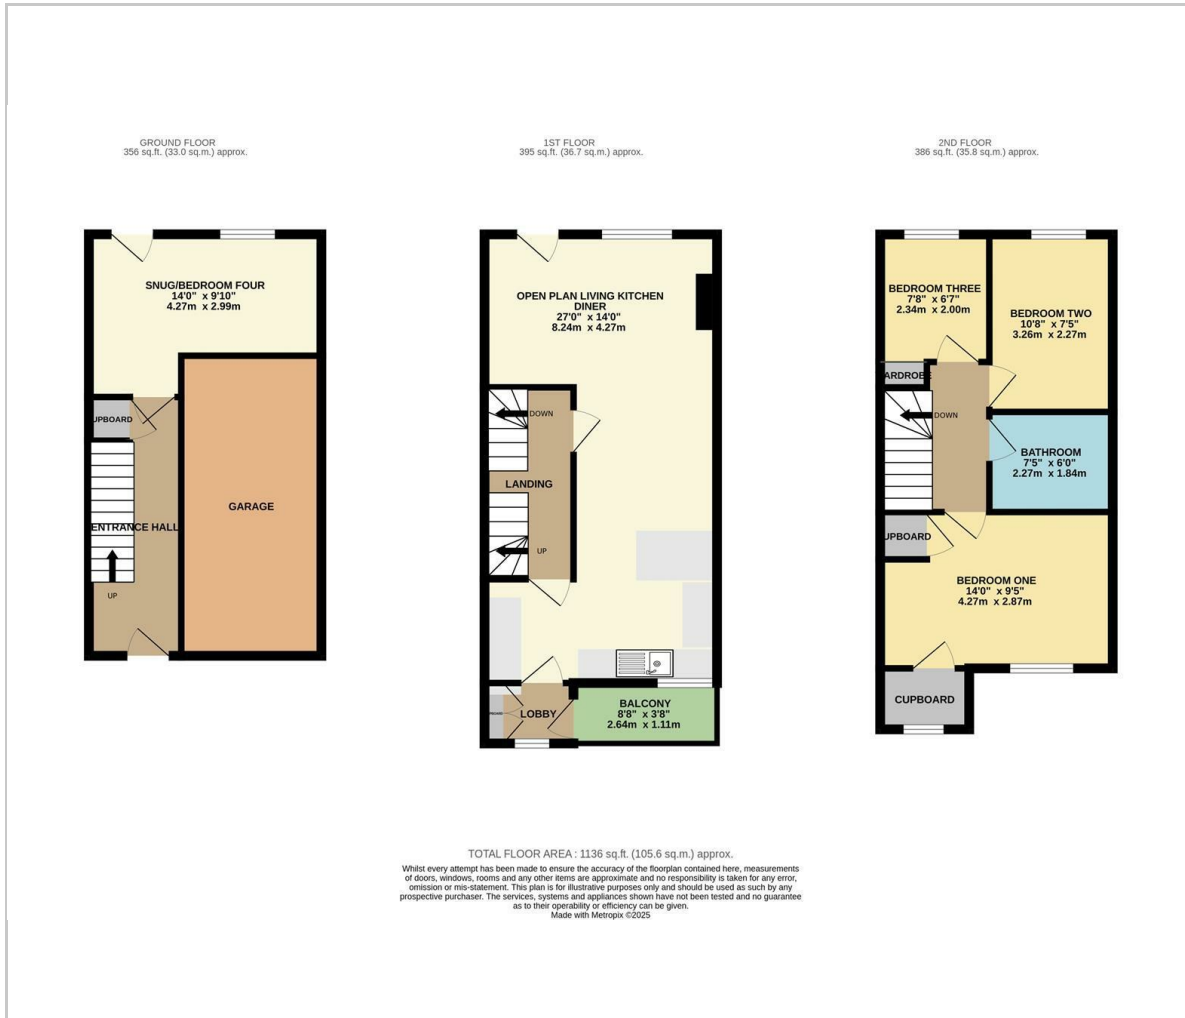 GROUND FLOOR
356 sq.ft. (33.0 sq.m.) approx.
1ST FLOOR
395 sq.ft. (36.7 sq.m.) approx.
2ND FLOOR
386 sq.ft. (35.8 sq.m.) approx.
SNUG/BEDROOM FOUR
14'0" x 9'10"
4.27m x 2.99m
UPBOARD
GARAGE
ENTRANCE HALL
UP
OPEN PLAN LIVING KITCHEN
DINER
27'0" x 14'0"
8.24m x 4.27m
DOWN
LANDING
UP
LOBBY
BALCONY
8'8" x 3'8"
2.64m x 1.11m
BEDROOM THREE
7'8" x 6'7"
2.34m x 2.00m
BEDROOM TWO
10'8" x 7'5"
3.26m x 2.27m
ARDROBE
DOWN
BATHROOM
7'5" x 6'0"
2.27m x 1.84m
UPBOARD
BEDROOM ONE
14'0" x 9'5"
4.27m x 2.87m
CUPBOARD
TOTAL FLOOR AREA : 1136 sq.ft. (105.6 sq.m.) approx.
Whilst every attempt has been made to ensure the accuracy of the floorplan contained here, measurements
of doors, windows, rooms and any other items are approximate and no responsibility is taken for any error,
omission or mis-statement. This plan is for illustrative purposes only and should be used as such by any
prospective purchaser. The services, systems and appliances shown have not been tested and no guarantee
as to their operability or efficiency can be given.
Made with Metropix ©2025